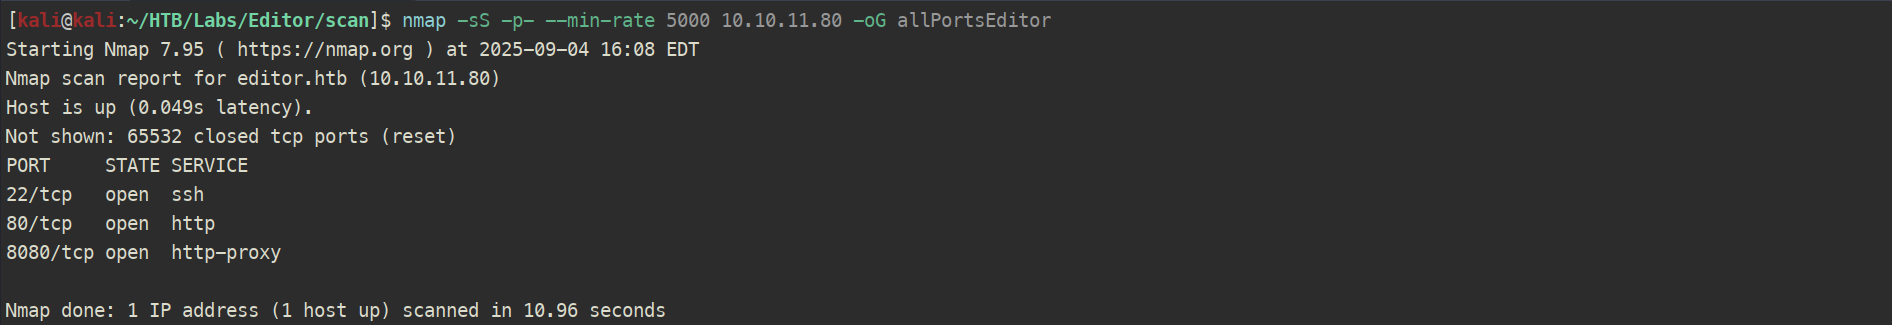 [kali@kali:~/HTB/Labs/Editor/scan]$ nmap -sS -p- --min-rate 5000 10.10.11.80 -oG allPortsEditor
Starting Nmap 7.95 ( https://nmap.org ) at 2025-09-04 16:08 EDT
Nmap scan report for editor.htb (10.10.11.80)
Host is up (0.049s latency).
Not shown: 65532 closed tcp ports (reset)
PORT     STATE SERVICE
22/tcp   open  ssh
80/tcp   open  http
8080/tcp open  http-proxy
Nmap done: 1 IP address (1 host up) scanned in 10.96 seconds